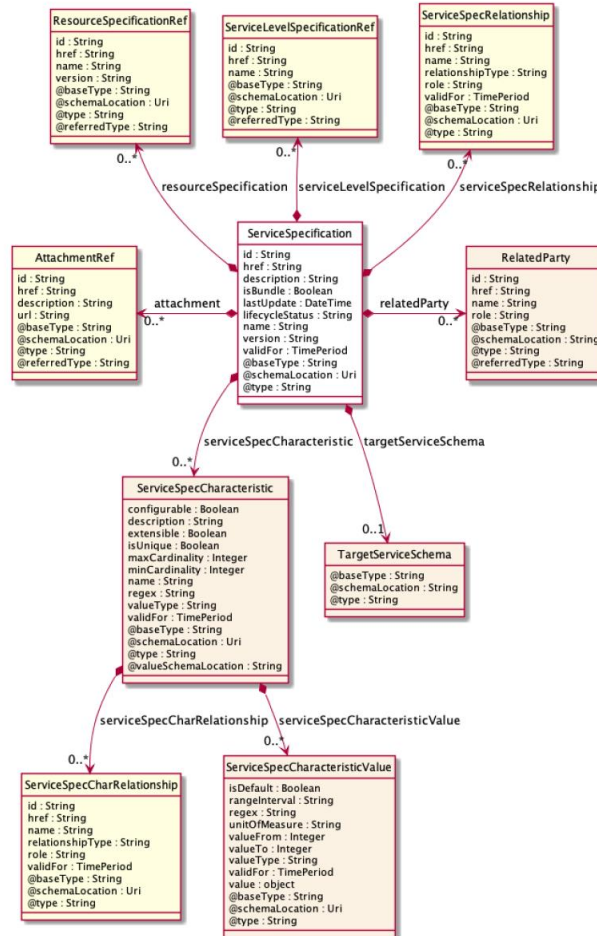 ResourceSpecificationRef
id : String
href : String
name : String
version : String
@baseType : String
@schemaLocation : Uri
@type : String
@referredType : String
ServiceLevelSpecificationRef
id : String
href : String
name : String
@baseType : String
@schemaLocation : Uri
@type : String
@referredType : String
ServiceSpecRelationship
id : String
href : String
name : String
relationshipType : String
role : String
validFor : TimePeriod
@baseType : String
@schemaLocation : Uri
@type : String
0..*
0..*
0..*
resourceSpecification
serviceLevelSpecification
serviceSpecRelationship
AttachmentRef
id : String
href : String
description : String
url : String
@baseType : String
@schemaLocation : Uri
@type : String
@referredType : String
attachment
0..*
ServiceSpecification
id : String
href : String
description : String
isBundle : Boolean
lastUpdate : DateTime
lifecycleStatus : String
name : String
version : String
validFor : TimePeriod
@baseType : String
@schemaLocation : Uri
@type : String
relatedParty
0..*
RelatedParty
id : String
href : String
name : String
role : String
@baseType : String
@schemaLocation : String
@type : String
@referredType : String
serviceSpecCharacteristic
targetServiceSchema
0..*
ServiceSpecCharacteristic
configurable : Boolean
description : String
extensible : Boolean
isUnique : Boolean
maxCardinality : Integer
minCardinality : Integer
name : String
regex : String
valueType : String
validFor : TimePeriod
@baseType : String
@schemaLocation : Uri
@type : String
@valueSchemaLocation : String
0..1
TargetServiceSchema
@baseType : String
@schemaLocation : String
@type : String
serviceSpecCharRelationship
serviceSpecCharacteristicValue
0..*
0..*
ServiceSpecCharRelationship
id : String
href : String
name : String
relationshipType : String
role : String
validFor : TimePeriod
@baseType : String
@schemaLocation : Uri
@type : String
ServiceSpecCharacteristicValue
isDefault : Boolean
rangeInterval : String
regex : String
unitOfMeasure : String
valueFrom : Integer
valueTo : Integer
valueType : String
validFor : TimePeriod
value : object
@baseType : String
@schemaLocation : Uri
@type : String